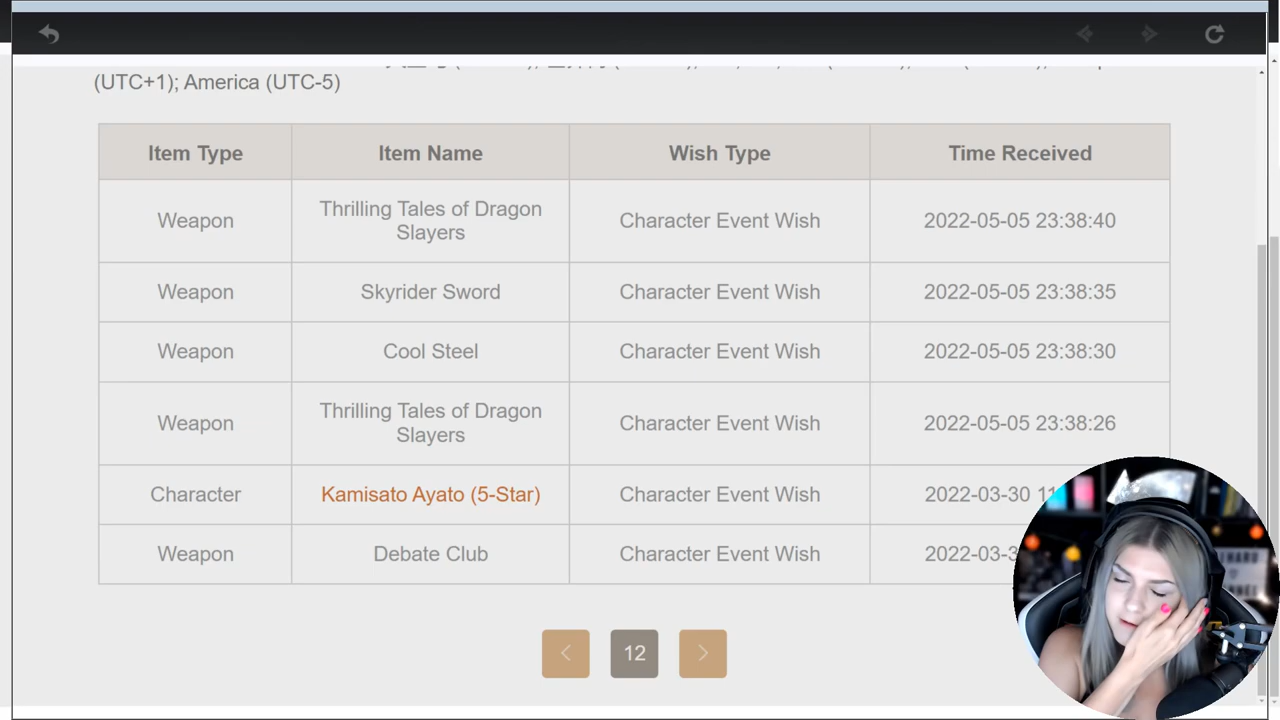 (UTC+1); America (UTC-5)
Item Type Item Name Wish Type Time Received
Weapon Thrilling Tales of Dragon Slayers Character Event Wish 2022-05-05 23:38:40
Weapon Skyrider Sword Character Event Wish 2022-05-05 23:38:35
Weapon Cool Steel Character Event Wish 2022-05-05 23:38:30
Weapon Thrilling Tales of Dragon Slayers Character Event Wish 2022-05-05 23:38:26
Character Kamisato Ayato (5-Star) Character Event Wish 2022-03-30
Weapon Debate Club Character Event Wish
12